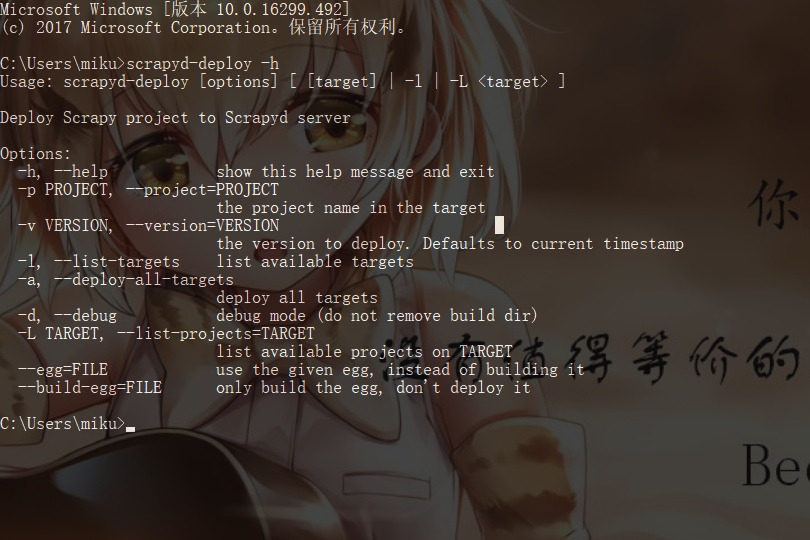 Microsoft Windows [版本 10.0.16299.492]
(c) 2017 Microsoft Corporation。保留所有权利。
C:\Users\miku>scrapyd-deploy -h
Usage: scrapyd-deploy [options] [ [target] | -l | -L <target> ]
Deploy Scrapy project to Scrapyd server
Options:
-h, --help            show this help message and exit
-p PROJECT, --project=PROJECT
the project name in the target
-v VERSION, --version=VERSION
the version to deploy. Defaults to current timestamp
-l, --list-targets    list available targets
-a, --deploy-all-targets
deploy all targets
-d, --debug           debug mode (do not remove build dir)
-L TARGET, --list-projects=TARGET
list available projects on TARGET
--egg=FILE            use the given egg, instead of building it
--build-egg=FILE      only build the egg, don't deploy it
C:\Users\miku>
你
没有值得等价的
Bec